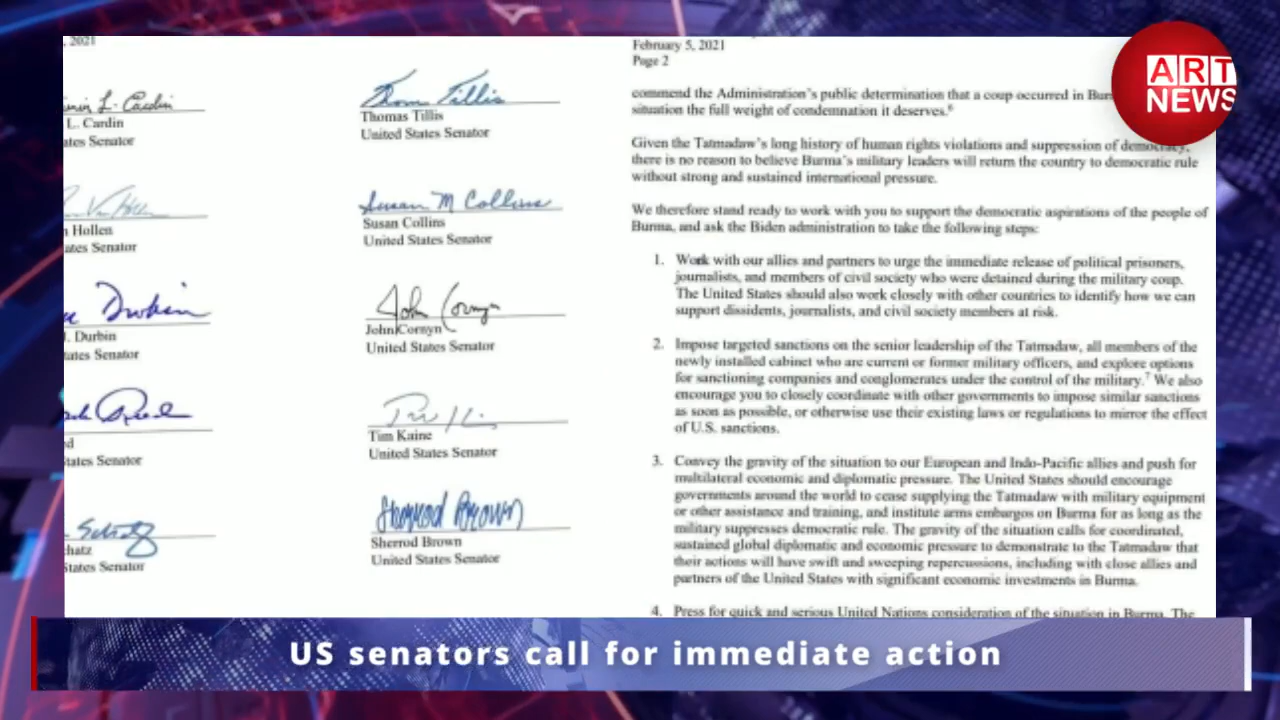 , 2021
L. Cardin
ates Senator
Hollen
ates Senator
. Durbin
ates Senator
ates Senator
hatz
States Senator
Thom Tillis
Thomas Tillis
United States Senator
Susan M Collins
Susan Collins
United States Senator
John Cornyn
John Cornyn
United States Senator
Tim Kaine
United States Senator
Sherrod Brown
Sherrod Brown
United States Senator
February 5, 2021
Page 2
commend the Administration's public determination that a coup occurred in Bur
situation the full weight of condemnation it deserves.6
Given the Tatmadaw's long history of human rights violations and suppression of democracy,
there is no reason to believe Burma's military leaders will return the country to democratic rule
without strong and sustained international pressure.
We therefore stand ready to work with you to support the democratic aspirations of the people of
Burma, and ask the Biden administration to take the following steps:
1. Work with our allies and partners to urge the immediate release of political prisoners,
journalists, and members of civil society who were detained during the military coup.
The United States should also work closely with other countries to identify how we can
support dissidents, journalists, and civil society members at risk.
2. Impose targeted sanctions on the senior leadership of the Tatmadaw, all members of the
newly installed cabinet who are current or former military officers, and explore options
for sanctioning companies and conglomerates under the control of the military.7 We also
encourage you to closely coordinate with other governments to impose similar sanctions
as soon as possible, or otherwise use their existing laws or regulations to mirror the effect
of U.S. sanctions.
3. Convey the gravity of the situation to our European and Indo-Pacific allies and push for
multilateral economic and diplomatic pressure. The United States should encourage
governments around the world to cease supplying the Tatmadaw with military equipment
or other assistance and training, and institute arms embargos on Burma for as long as the
military suppresses democratic rule. The gravity of the situation calls for coordinated,
sustained global diplomatic and economic pressure to demonstrate to the Tatmadaw that
their actions will have swift and sweeping repercussions, including with close allies and
partners of the United States with significant economic investments in Burma.
4. Press for quick and serious United Nations consideration of the situation in Burma. The
ART
NEWS
US senators call for immediate action